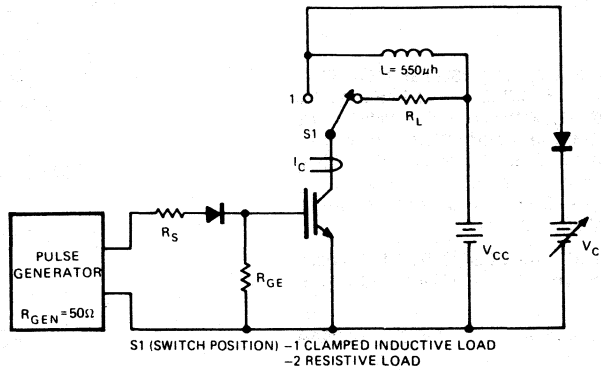 L = 550μh
1
RL
S1
IC
RS
PULSE
GENERATOR
RGE
VCC
VC
RGEN = 50Ω
S1 (SWITCH POSITION) –1 CLAMPED INDUCTIVE LOAD
–2 RESISTIVE LOAD